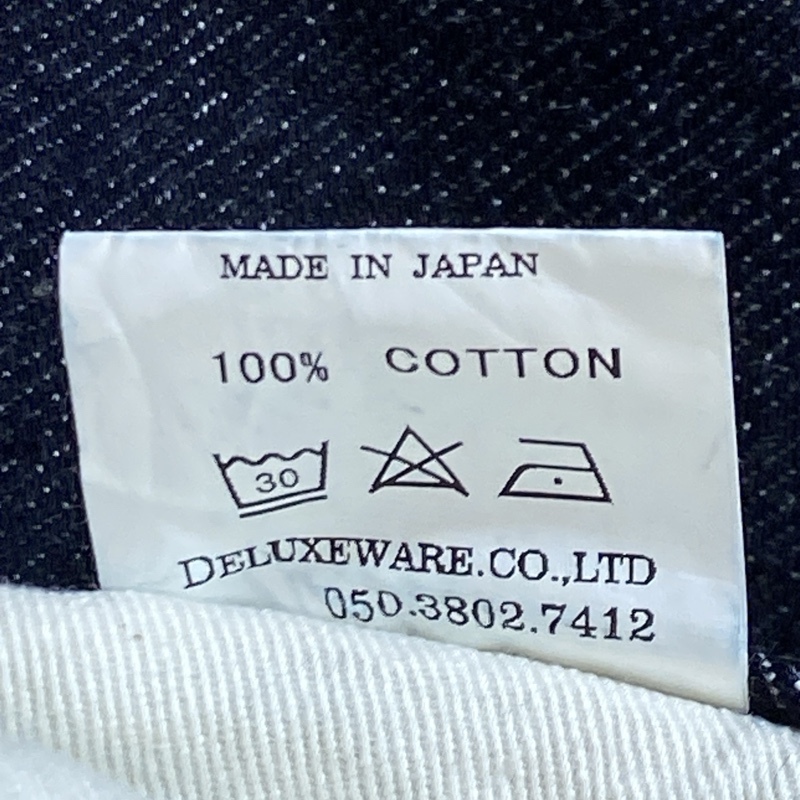 MADE IN JAPAN
100% COTTON
30
DELUXEWARE.CO.,LTD
050.3802.7412